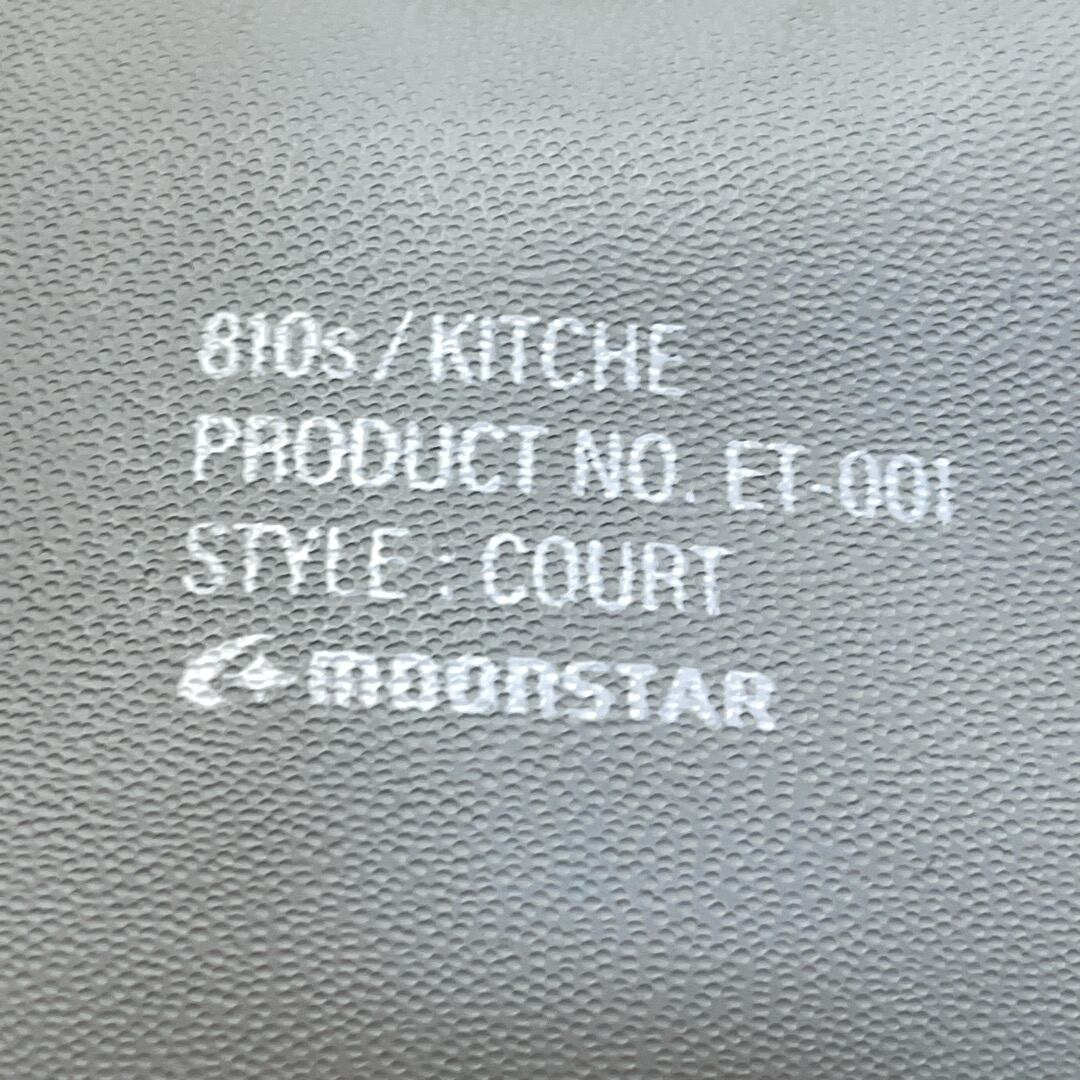 810s / KITCHE
PRODUCT NO. ET-001
STYLE : COURT
MOONSTAR